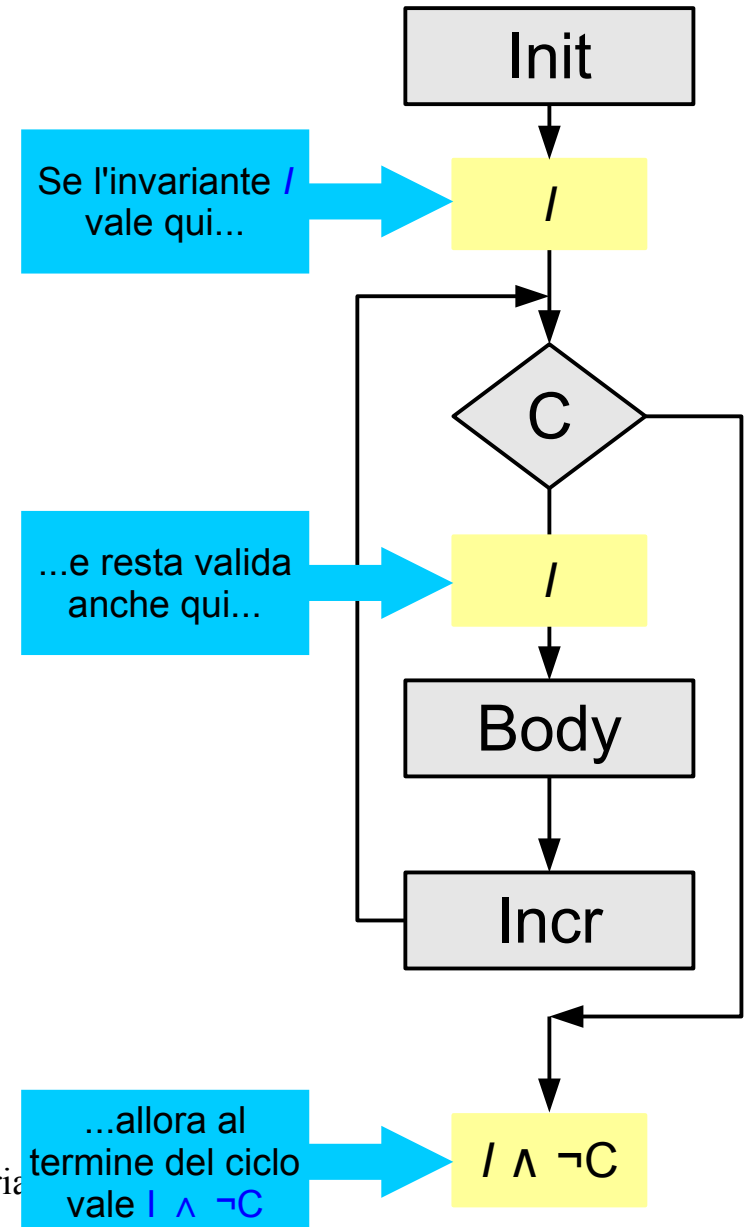 Init
Se l'invariante I
vale qui...
I
C
...e resta valida
anche qui...
I
Body
Incr
...allora al
termine del ciclo
vale I ∧ ¬C
I ∧ ¬C